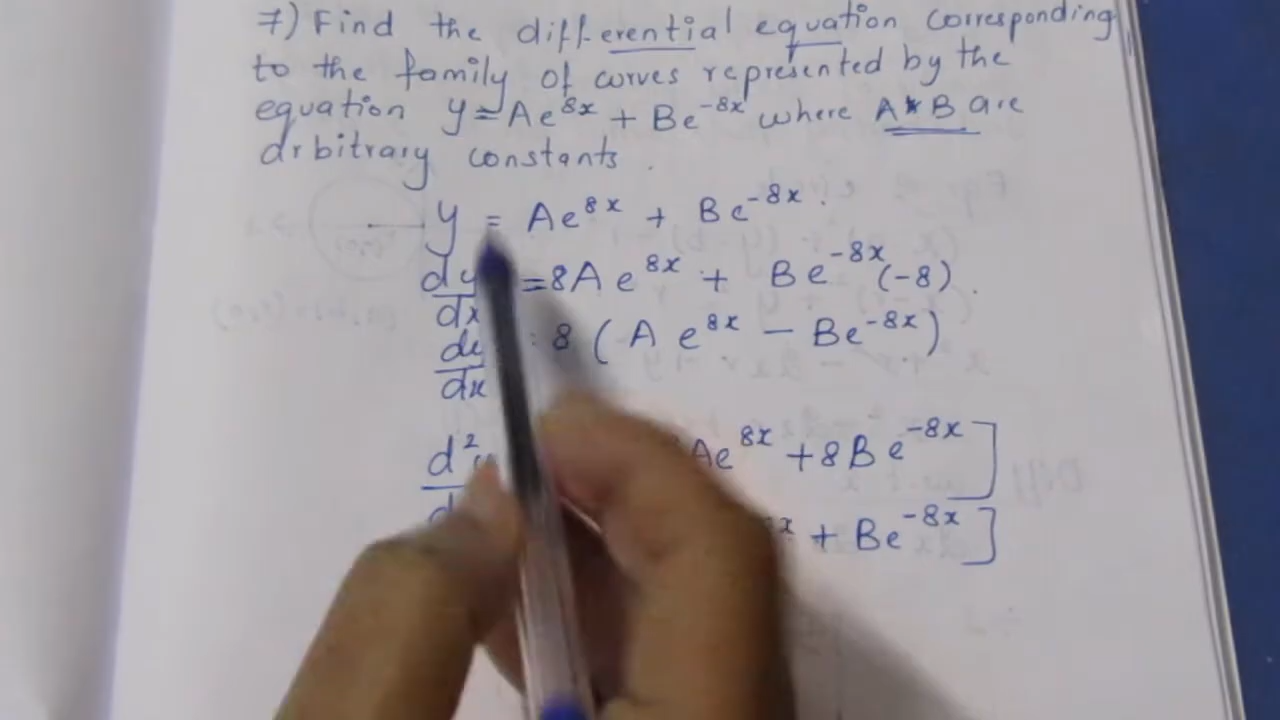 7) Find the differential equation corresponding
to the family of curves represented by the
equation y = Ae^8x + Be^-8x where A & B are
arbitrary constants.
y = Ae^8x + Be^-8x.
dy/dx = 8Ae^8x + Be^-8x(-8).
dx : 8 ( A e^8x - Be^-8x )
d² Ae^8x + 8Be^-8x ]
x + Be^-8x ]